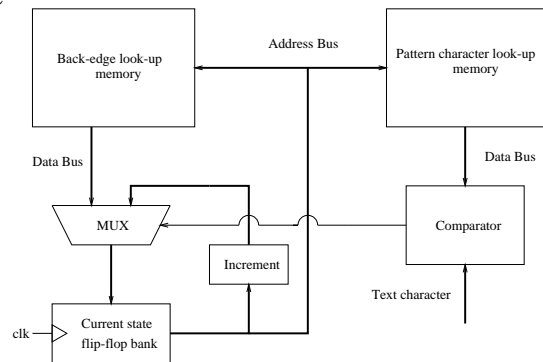 Address Bus
Back-edge look-up
memory
Pattern character look-up
memory
Data Bus
Data Bus
MUX
Comparator
Increment
Text character
clk
Current state
flip-flop bank